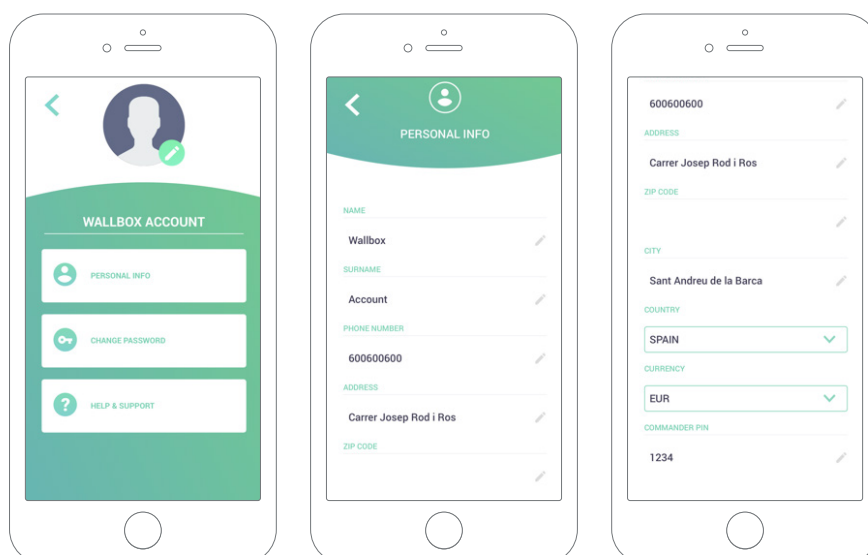 WALLBOX ACCOUNT
PERSONAL INFO
CHANGE PASSWORD
HELP & SUPPORT
PERSONAL INFO
NAME
Wallbox
SURNAME
Account
PHONE NUMBER
600600600
ADDRESS
Carrer Josep Rod i Ros
ZIP CODE
600600600
ADDRESS
Carrer Josep Rod i Ros
ZIP CODE
CITY
Sant Andreu de la Barca
COUNTRY
SPAIN
CURRENCY
EUR
COMMANDER PIN
1234